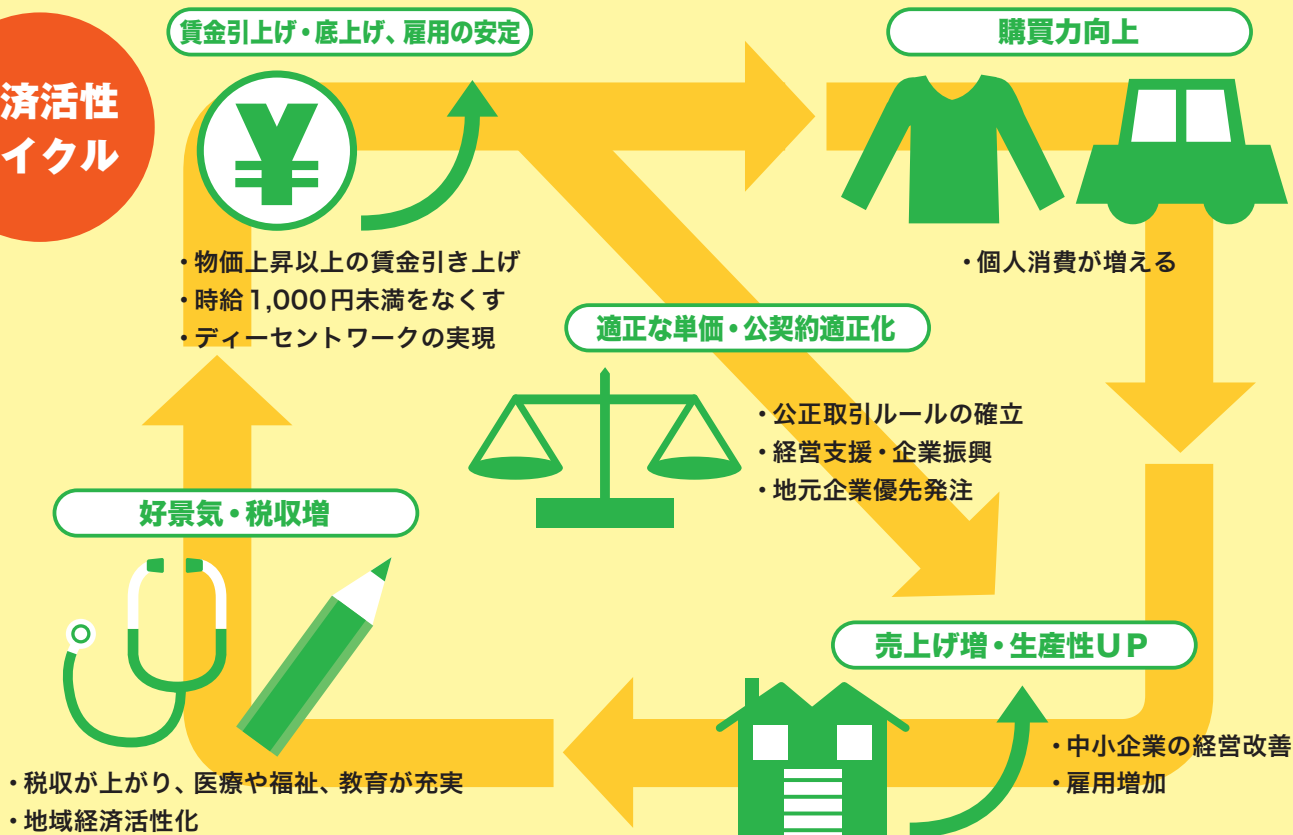 済活性
イクル
賃金引上げ・底上げ、雇用の安定
¥
・物価上昇以上の賃金引き上げ
・時給1,000円未満をなくす
・ディーセントワークの実現
購買力向上
・個人消費が増える
適正な単価・公契約適正化
・公正取引ルールの確立
・経営支援・企業振興
・地元企業優先発注
売上げ増・生産性UP
・中小企業の経営改善
・雇用増加
好景気・税収増
・税収が上がり、医療や福祉、教育が充実
・地域経済活性化